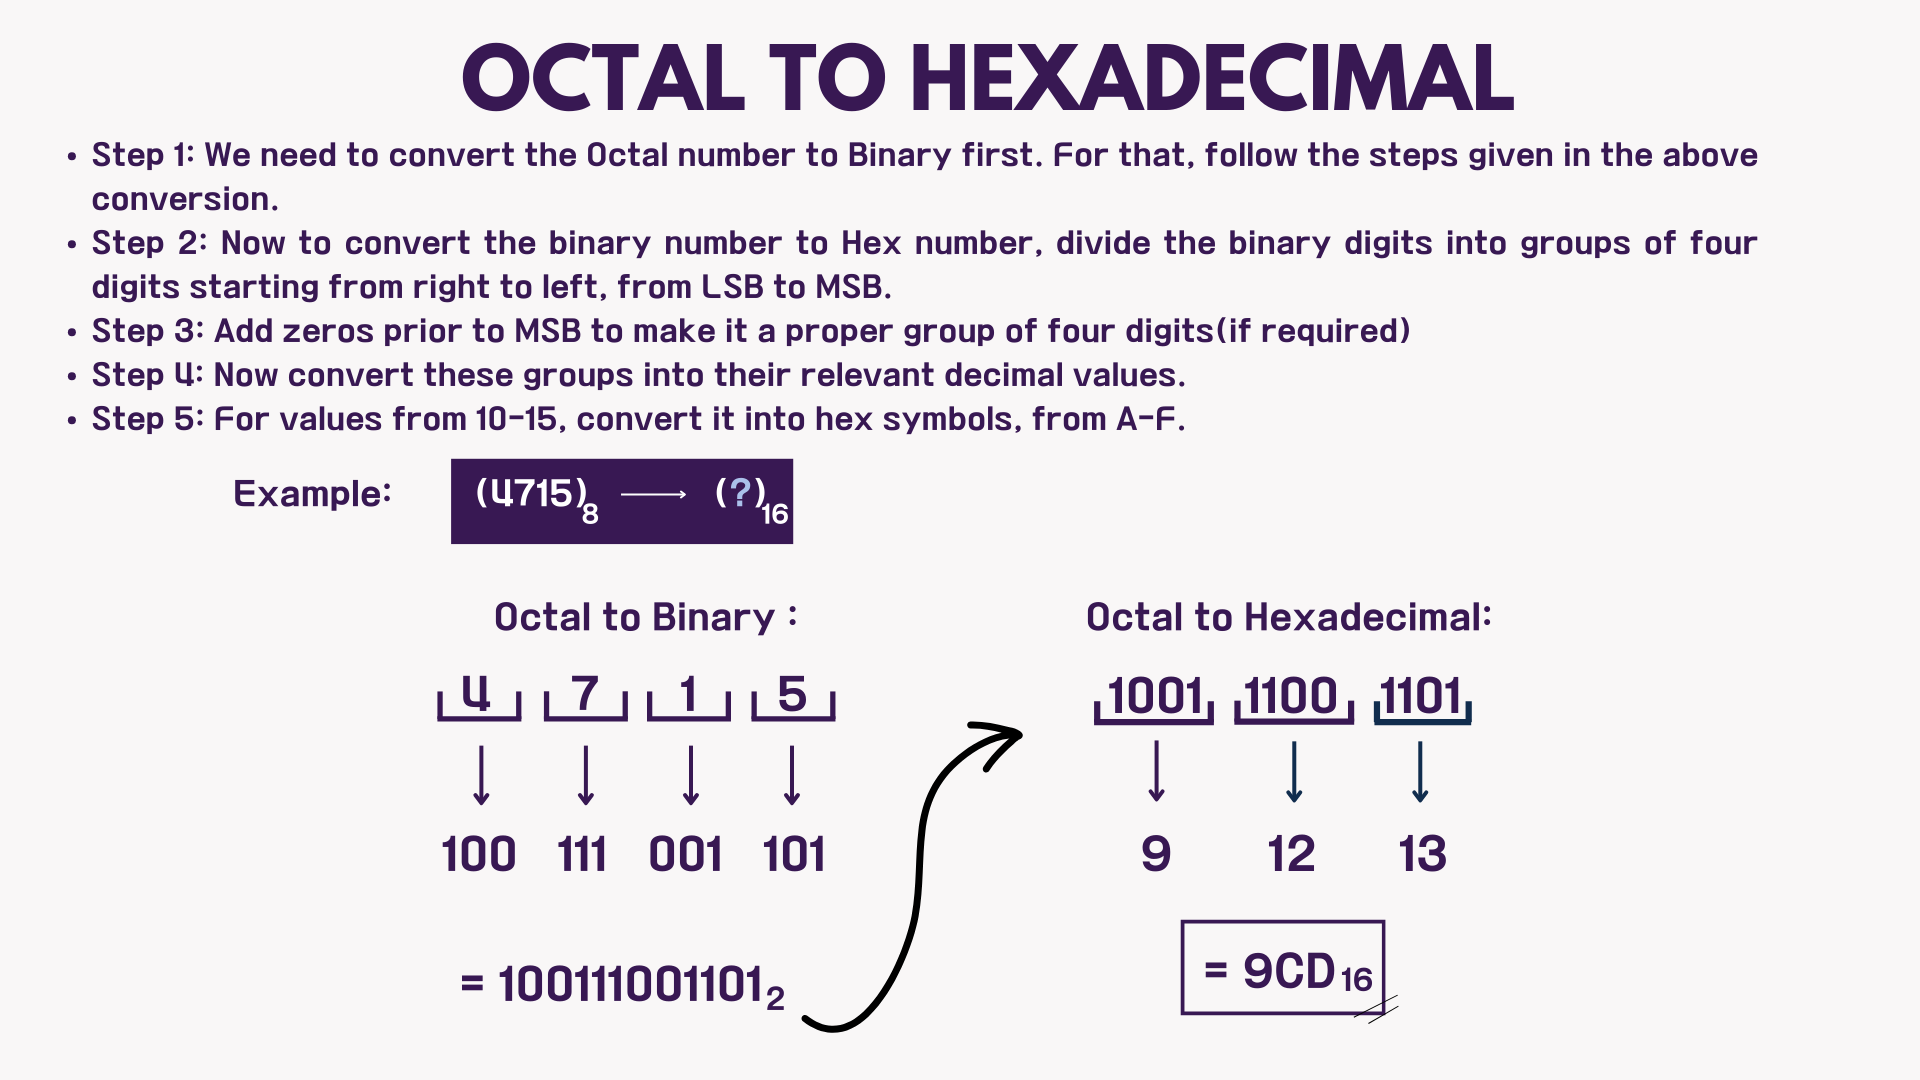 OCTAL TO HEXADECIMAL
• Step 1: We need to convert the Octal number to Binary first. For that, follow the steps given in the above
conversion.
• Step 2: Now to convert the binary number to Hex number, divide the binary digits into groups of four
digits starting from right to left, from LSB to MSB.
• Step 3: Add zeros prior to MSB to make it a proper group of four digits(if required)
• Step 4: Now convert these groups into their relevant decimal values.
• Step 5: For values from 10-15, convert it into hex symbols, from A-F.
Example: (4715)8 ⟶ (?)16
Octal to Binary :
4 7 1 5
100 111 001 101
= 1001110011012
Octal to Hexadecimal:
1001 1100 1101
9 12 13
= 9CD16